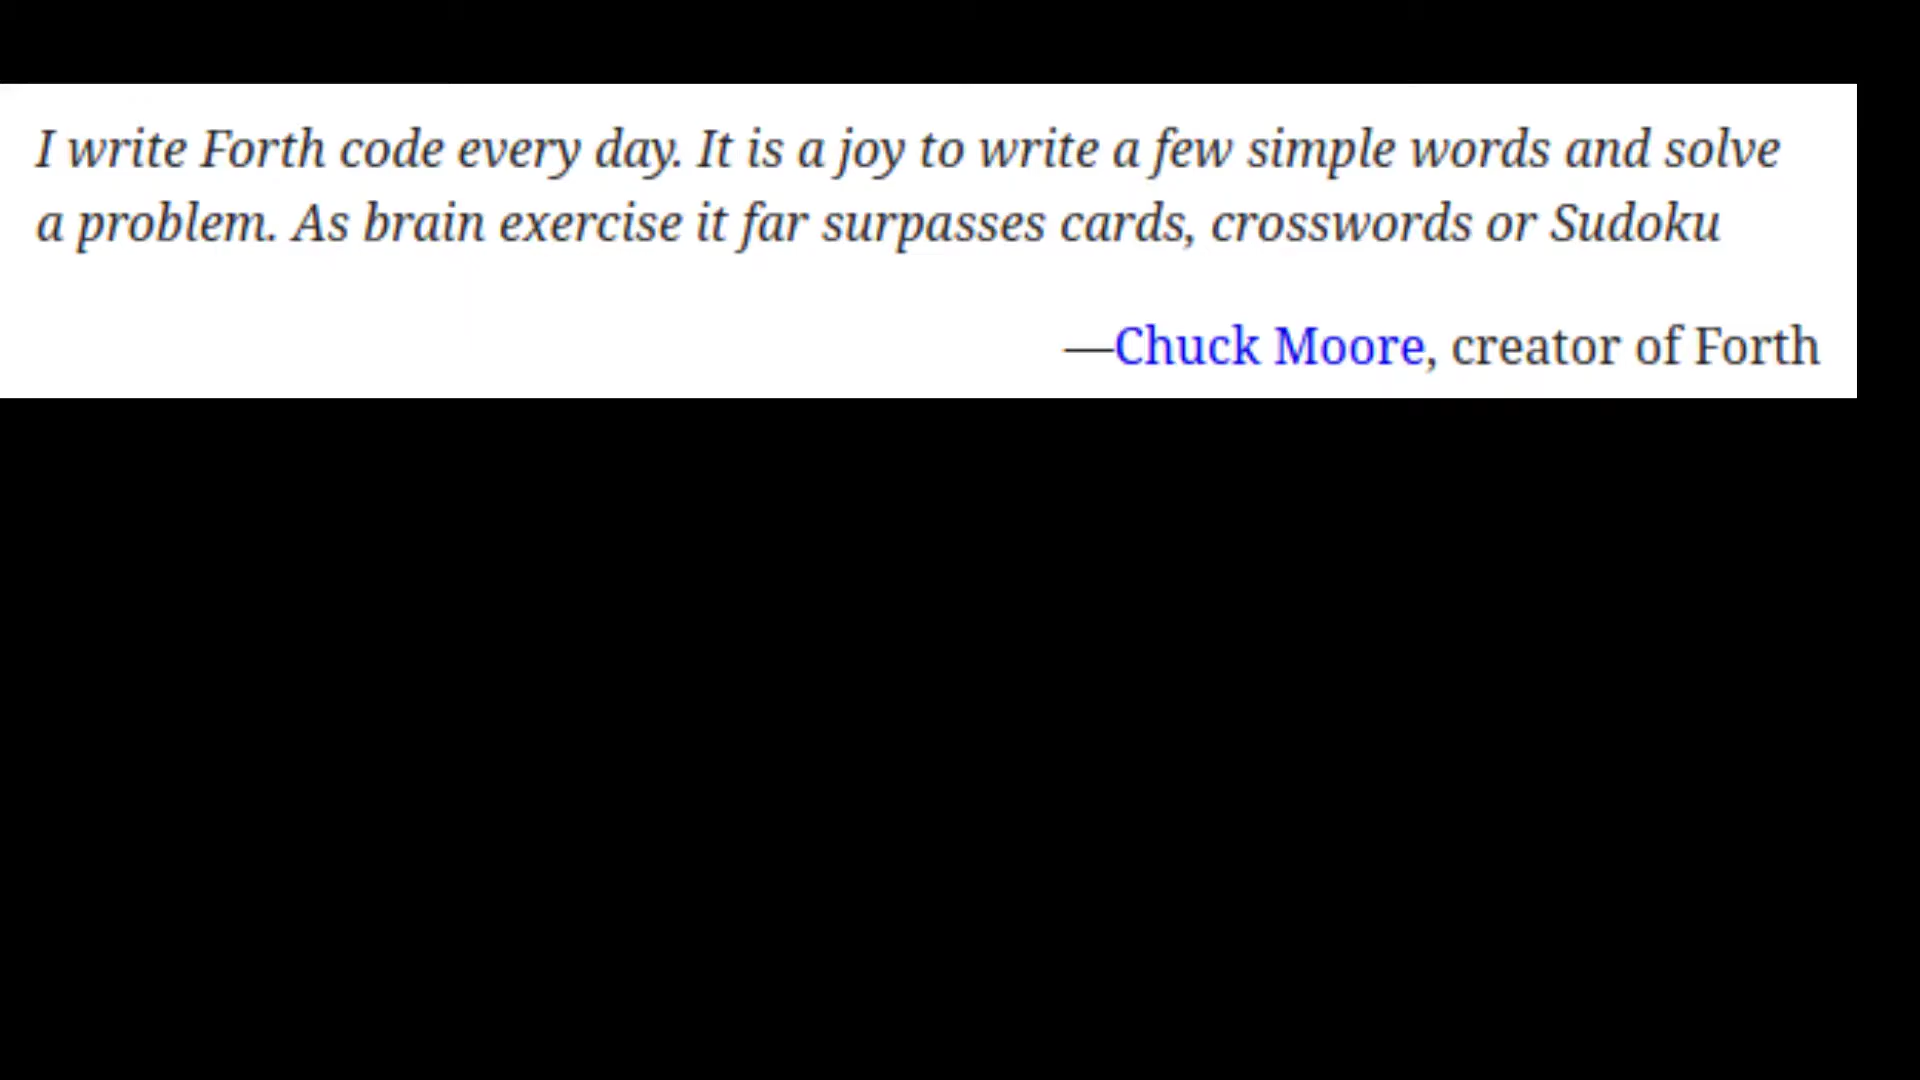 I write Forth code every day. It is a joy to write a few simple words and solve
a problem. As brain exercise it far surpasses cards, crosswords or Sudoku
—Chuck Moore, creator of Forth